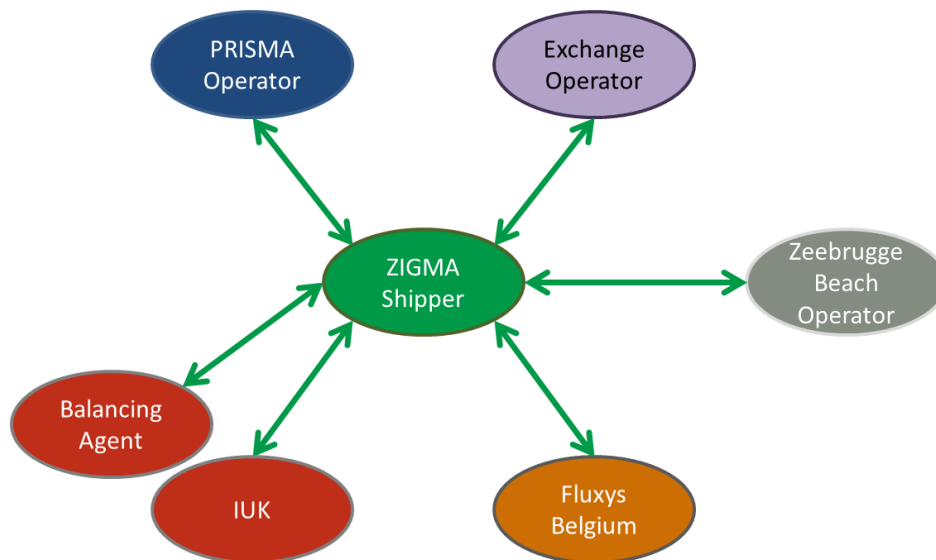 PRISMA
Operator
Exchange
Operator
ZIGMA
Shipper
Zeebrugge
Beach
Operator
Balancing
Agent
IUK
Fluxys
Belgium